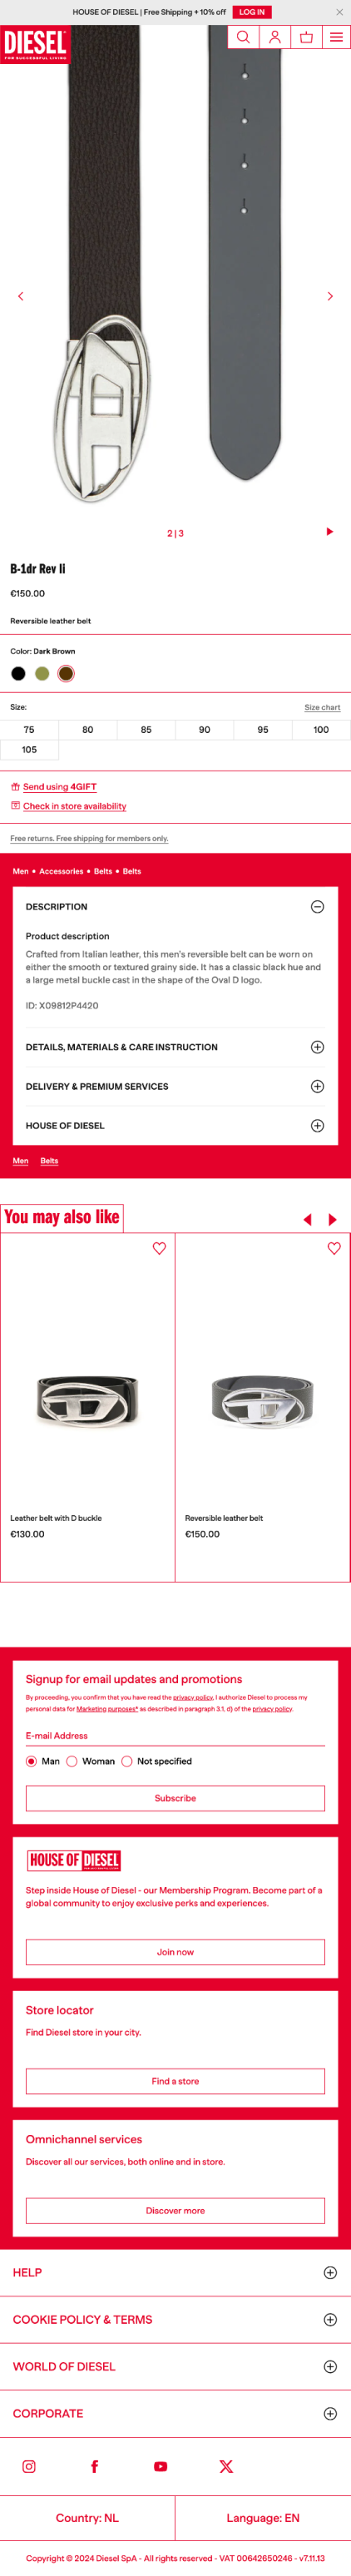 HOUSE OF DIESEL | Free Shipping + 10% off LOG IN
DIESEL
FOR SUCCESSFUL LIVING
2 | 3
B-1dr Rev Ii
€150.00
Reversible leather belt
Color: Dark Brown
Size: Size chart
75 80 85 90 95 100
105
Send using 4GIFT
Check in store availability
Free returns. Free shipping for members only.
Men • Accessories • Belts • Belts
DESCRIPTION
Product description
Crafted from Italian leather, this men's reversible belt can be worn on
either the smooth or textured grainy side. It has a classic black hue and
a large metal buckle cast in the shape of the Oval D logo.
ID: X09812P4420
DETAILS, MATERIALS & CARE INSTRUCTION
DELIVERY & PREMIUM SERVICES
HOUSE OF DIESEL
Men Belts
You may also like
Leather belt with D buckle
€130.00
Reversible leather belt
€150.00
Signup for email updates and promotions
By proceeding, you confirm that you have read the privacy policy, I authorize Diesel to process my
personal data for Marketing purposes* as described in paragraph 3.1, d) of the privacy policy.
E-mail Address
Man Woman Not specified
Subscribe
HOUSE OF DIESEL
Step inside House of Diesel - our Membership Program. Become part of a
global community to enjoy exclusive perks and experiences.
Join now
Store locator
Find Diesel store in your city.
Find a store
Omnichannel services
Discover all our services, both online and in store.
Discover more
HELP
COOKIE POLICY & TERMS
WORLD OF DIESEL
CORPORATE
Country: NL Language: EN
Copyright © 2024 Diesel SpA - All rights reserved - VAT 00642650246 - v7.11.13